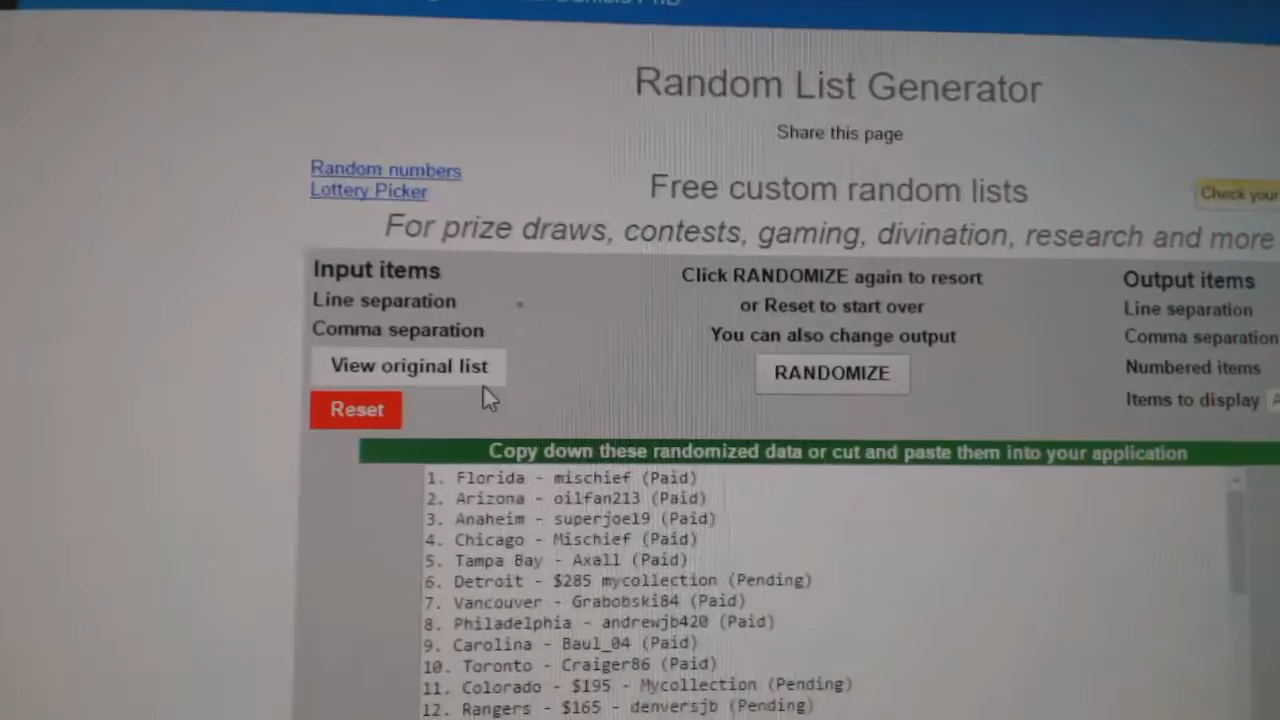 Random List Generator
Share this page
Random numbers
Lottery Picker
Free custom random lists
Check your
For prize draws, contests, gaming, divination, research and more
Input items
Line separation
Comma separation
View original list
Reset
Click RANDOMIZE again to resort
or Reset to start over
You can also change output
RANDOMIZE
Output items
Line separation
Comma separation
Numbered items
Items to display
Copy down these randomized data or cut and paste them into your application
1. Florida - mischief (Paid)
2. Arizona - oilfan213 (Paid)
3. Anaheim - superjoe19 (Paid)
4. Chicago - Mischief (Paid)
5. Tampa Bay - Axall (Paid)
6. Detroit - $285 mycollection (Pending)
7. Vancouver - Grabobski84 (Paid)
8. Philadelphia - andrewjb420 (Paid)
9. Carolina - Baul_04 (Paid)
10. Toronto - Craiger86 (Paid)
11. Colorado - $195 - Mycollection (Pending)
12. Rangers - $165 - denversjb (Pending)